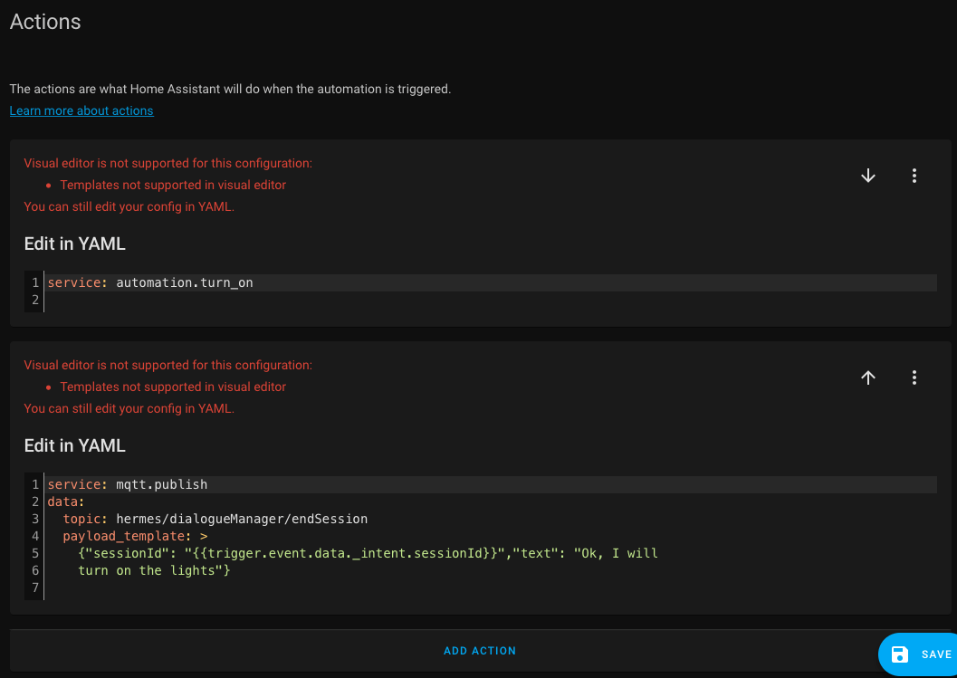 Actions
The actions are what Home Assistant will do when the automation is triggered.
Learn more about actions
Visual editor is not supported for this configuration:
• Templates not supported in visual editor
You can still edit your config in YAML.
Edit in YAML
1 service: automation.turn_on
2
Visual editor is not supported for this configuration:
• Templates not supported in visual editor
You can still edit your config in YAML.
Edit in YAML
1 service: mqtt.publish
2 data:
3   topic: hermes/dialogueManager/endSession
4   payload_template: >
5     {"sessionId": "{{trigger.event.data._intent.sessionId}}","text": "Ok, I will
6     turn on the lights"}
7
ADD ACTION
SAVE